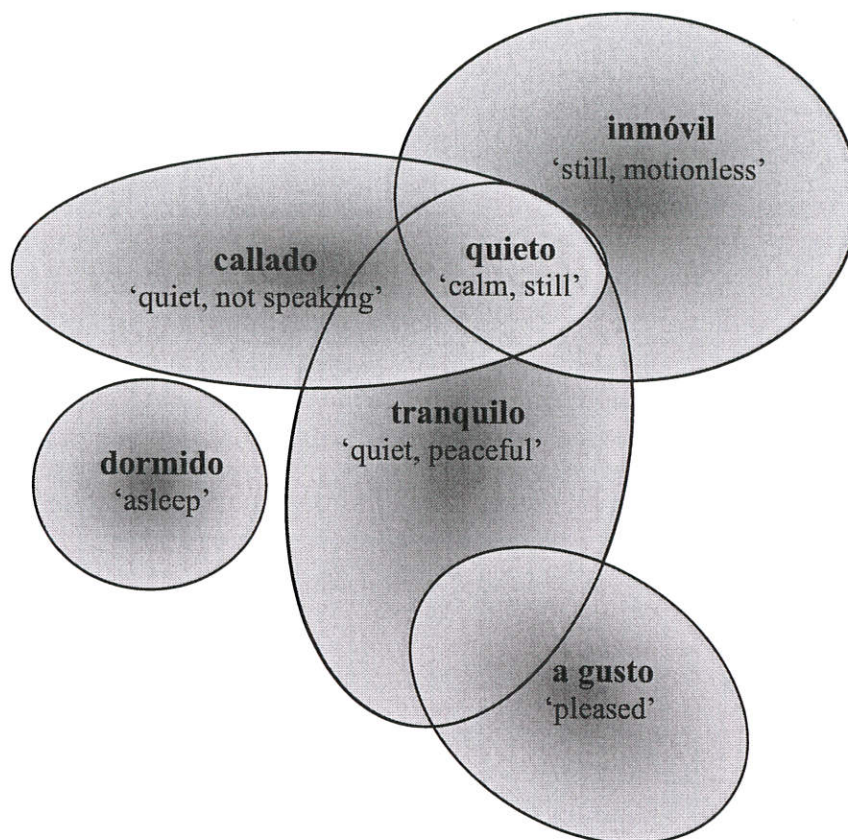 inmóvil
‘still, motionless’
callado
‘quiet, not speaking’
quieto
‘calm, still’
tranquilo
‘quiet, peaceful’
dormido
‘asleep’
a gusto
‘pleased’